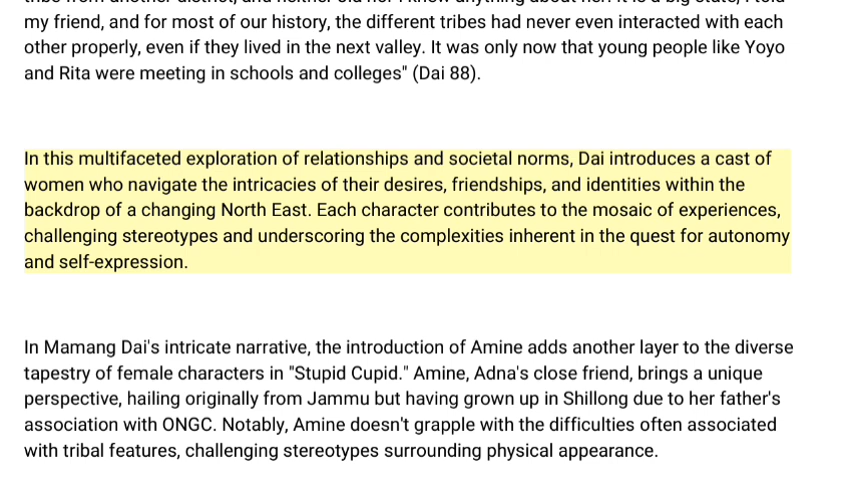 my friend, and for most of our history, the different tribes had never even interacted with each
other properly, even if they lived in the next valley. It was only now that young people like Yoyo
and Rita were meeting in schools and colleges" (Dai 88).
In this multifaceted exploration of relationships and societal norms, Dai introduces a cast of
women who navigate the intricacies of their desires, friendships, and identities within the
backdrop of a changing North East. Each character contributes to the mosaic of experiences,
challenging stereotypes and underscoring the complexities inherent in the quest for autonomy
and self-expression.
In Mamang Dai's intricate narrative, the introduction of Amine adds another layer to the diverse
tapestry of female characters in "Stupid Cupid." Amine, Adna's close friend, brings a unique
perspective, hailing originally from Jammu but having grown up in Shillong due to her father's
association with ONGC. Notably, Amine doesn't grapple with the difficulties often associated
with tribal features, challenging stereotypes surrounding physical appearance.